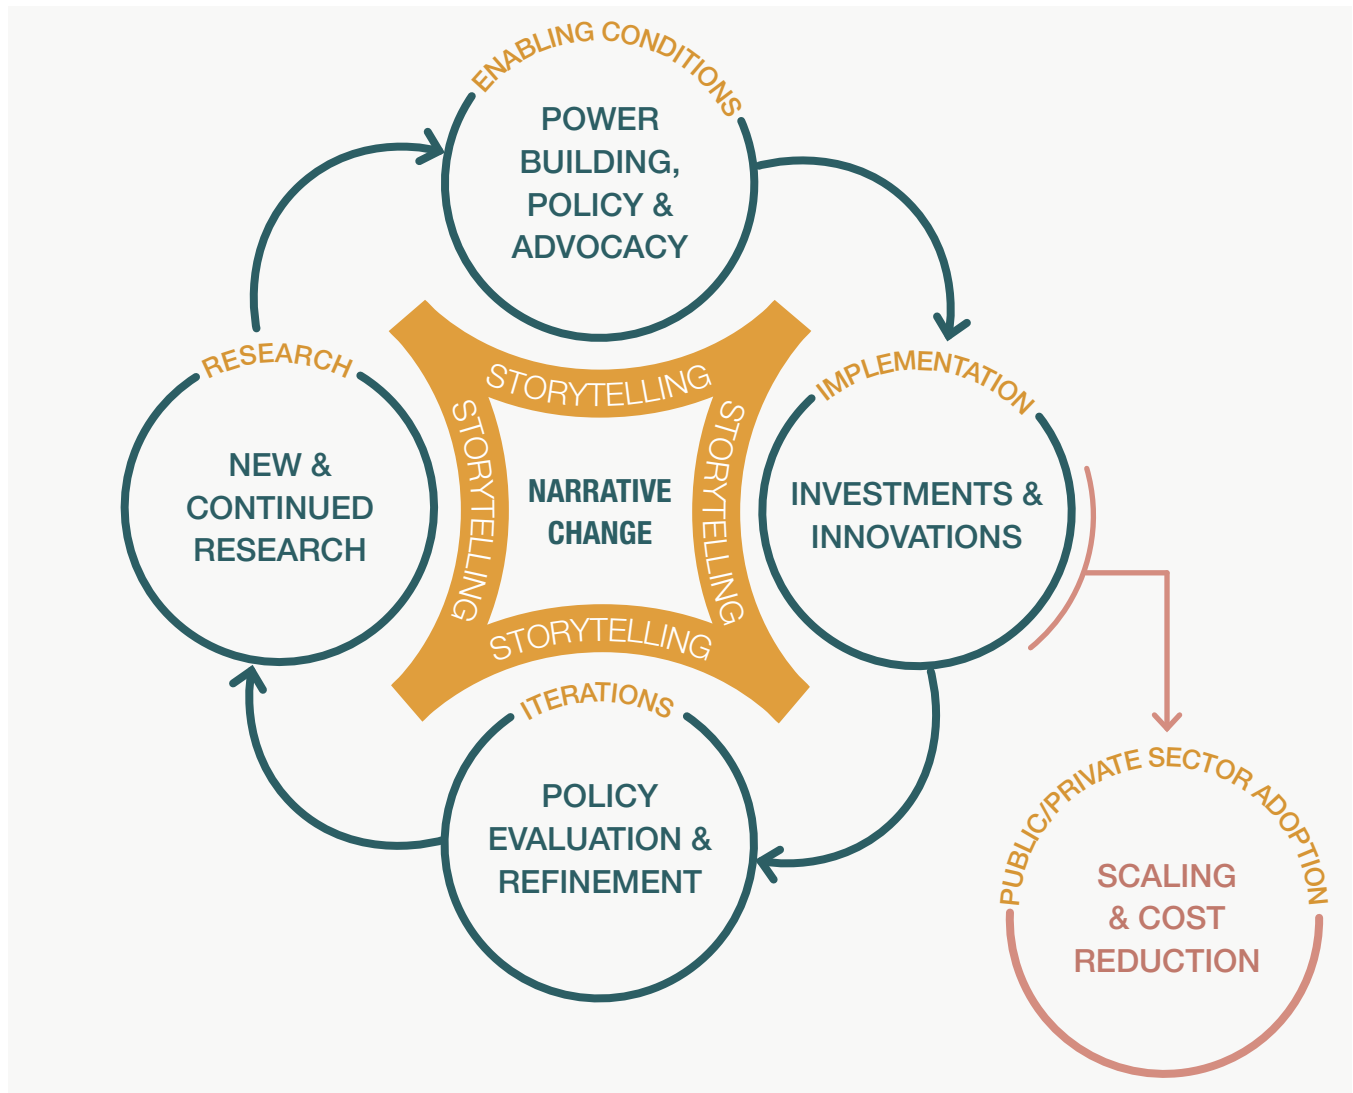 ENABLING CONDITIONS
POWER
BUILDING,
POLICY &
ADVOCACY
RESEARCH
NEW &
CONTINUED
RESEARCH
STORYTELLING
STORYTELLING
NARRATIVE
CHANGE
STORYTELLING
STORYTELLING
IMPLEMENTATION
INVESTMENTS &
INNOVATIONS
ITERATIONS
POLICY
EVALUATION &
REFINEMENT
PUBLIC/PRIVATE SECTOR ADOPTION
SCALING
& COST
REDUCTION